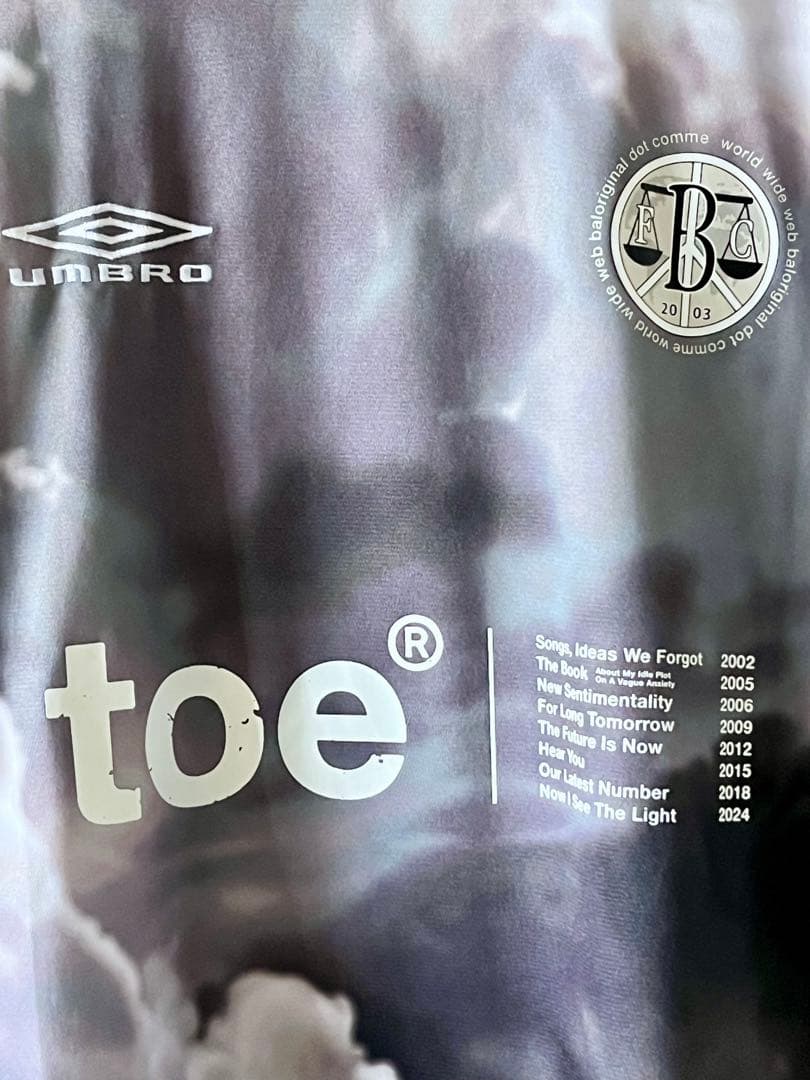 UMBRO
world wide web baloriginal dot comme world wide web baloriginal dot comme
F B C
20 03
toe®
Songs, Ideas We Forgot 2002
The Book About My Idle Plot On A Vague Anxiety 2005
New Sentimentality 2006
For Long Tomorrow 2009
The Future Is Now 2012
Hear You 2015
Our Latest Number 2018
Now I See The Light 2024